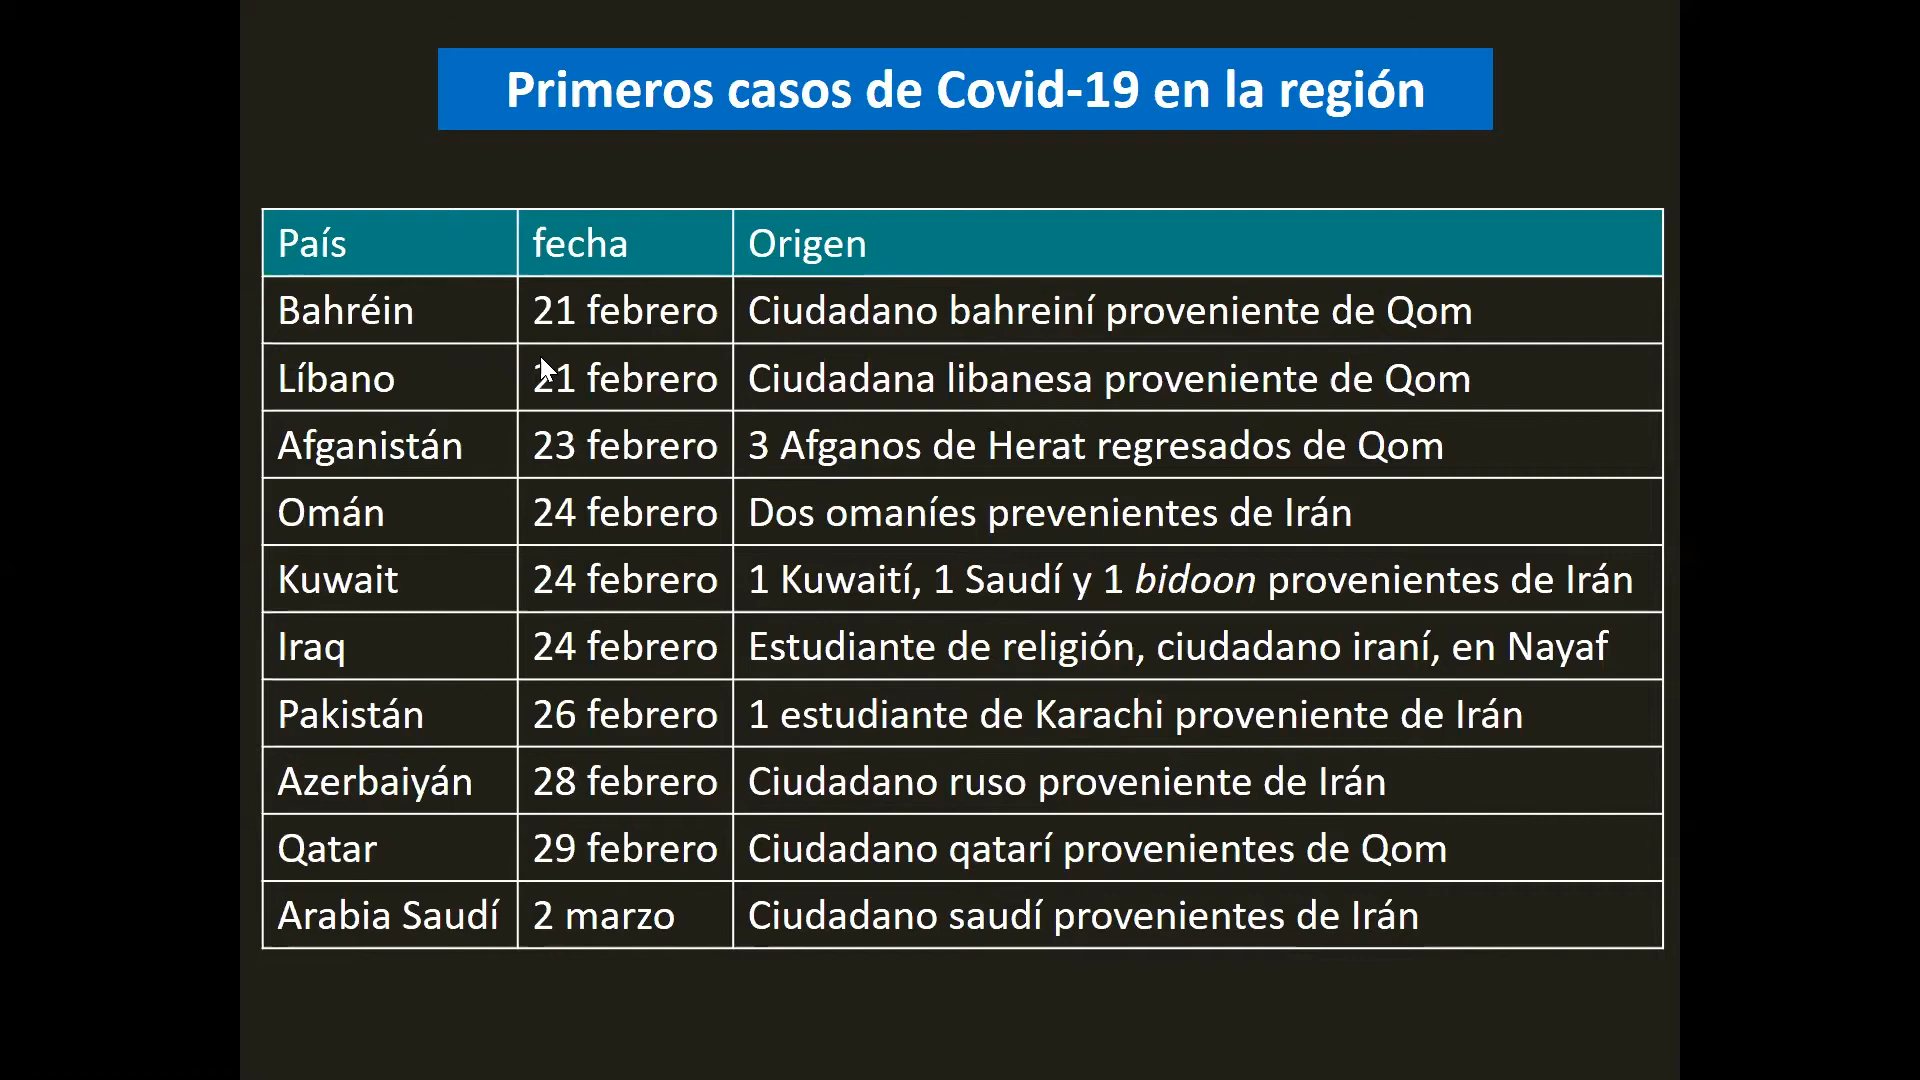 Primeros casos de Covid-19 en la región
País fecha Origen
Bahréin 21 febrero Ciudadano bahreiní proveniente de Qom
Líbano 21 febrero Ciudadana libanesa proveniente de Qom
Afganistán 23 febrero 3 Afganos de Herat regresados de Qom
Omán 24 febrero Dos omaníes prevenientes de Irán
Kuwait 24 febrero 1 Kuwaití, 1 Saudí y 1 bidoon provenientes de Irán
Iraq 24 febrero Estudiante de religión, ciudadano iraní, en Nayaf
Pakistán 26 febrero 1 estudiante de Karachi proveniente de Irán
Azerbaiyán 28 febrero Ciudadano ruso proveniente de Irán
Qatar 29 febrero Ciudadano qatarí provenientes de Qom
Arabia Saudí 2 marzo Ciudadano saudí provenientes de Irán